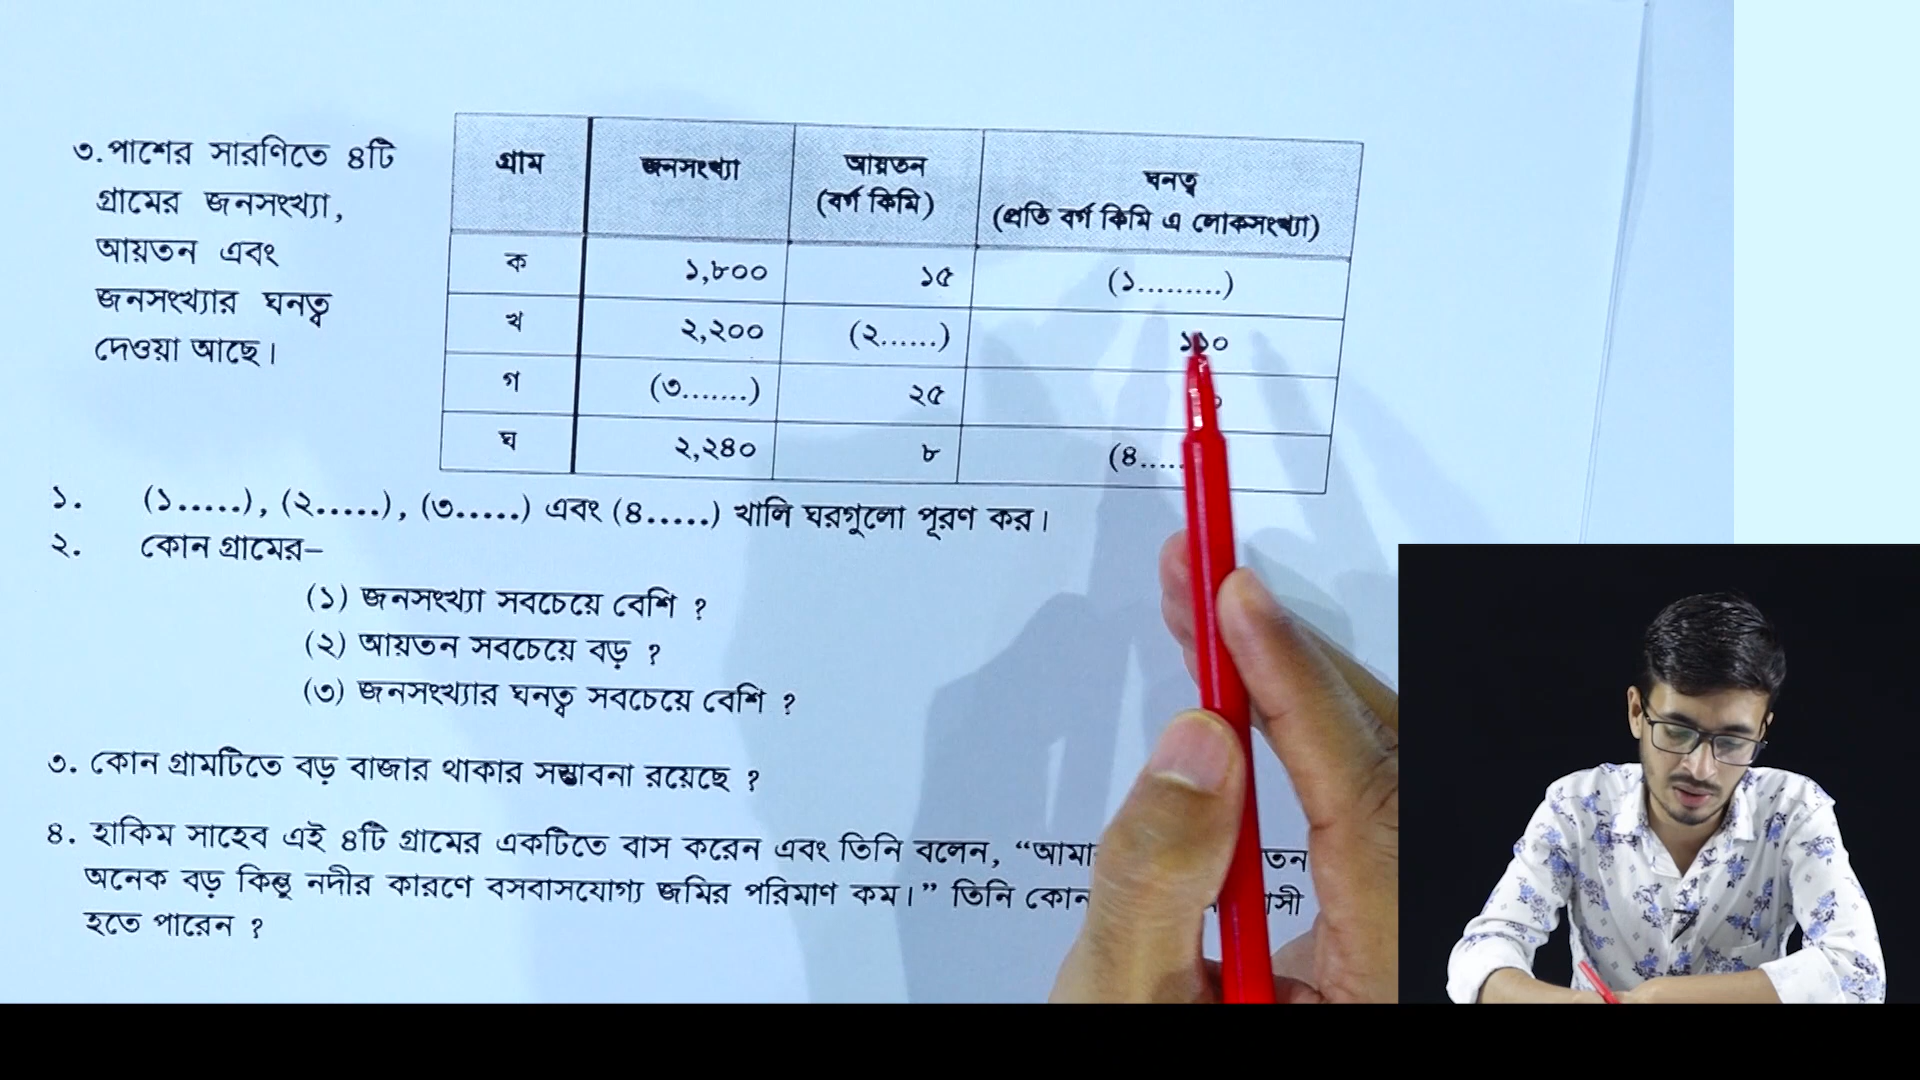 ৩. পাশের সারণিতে ৪টি
গ্রামের জনসংখ্যা,
আয়তন এবং
জনসংখ্যার ঘনত্ব
দেওয়া আছে।
গ্রাম জনসংখ্যা আয়তন (বর্গ কিমি) ঘনত্ব (প্রতি বর্গ কিমি এ লোকসংখ্যা)
ক ১,৮০০ ১৫ (১.........)
খ ২,২০০ (২......) ১১০
গ (৩.......) ২৫
ঘ ২,২৪০ ৮ (৪.....
১. (১.....), (২.....), (৩.....) এবং (৪.....) খালি ঘরগুলো পূরণ কর।
২. কোন গ্রামের–
(১) জনসংখ্যা সবচেয়ে বেশি ?
(২) আয়তন সবচেয়ে বড় ?
(৩) জনসংখ্যার ঘনত্ব সবচেয়ে বেশি ?
৩. কোন গ্রামটিতে বড় বাজার থাকার সম্ভাবনা রয়েছে ?
৪. হাকিম সাহেব এই ৪টি গ্রামের একটিতে বাস করেন এবং তিনি বলেন, “আমা তন
অনেক বড় কিন্তু নদীর কারণে বসবাসযোগ্য জমির পরিমাণ কম।” তিনি কোন সী
হতে পারেন ?